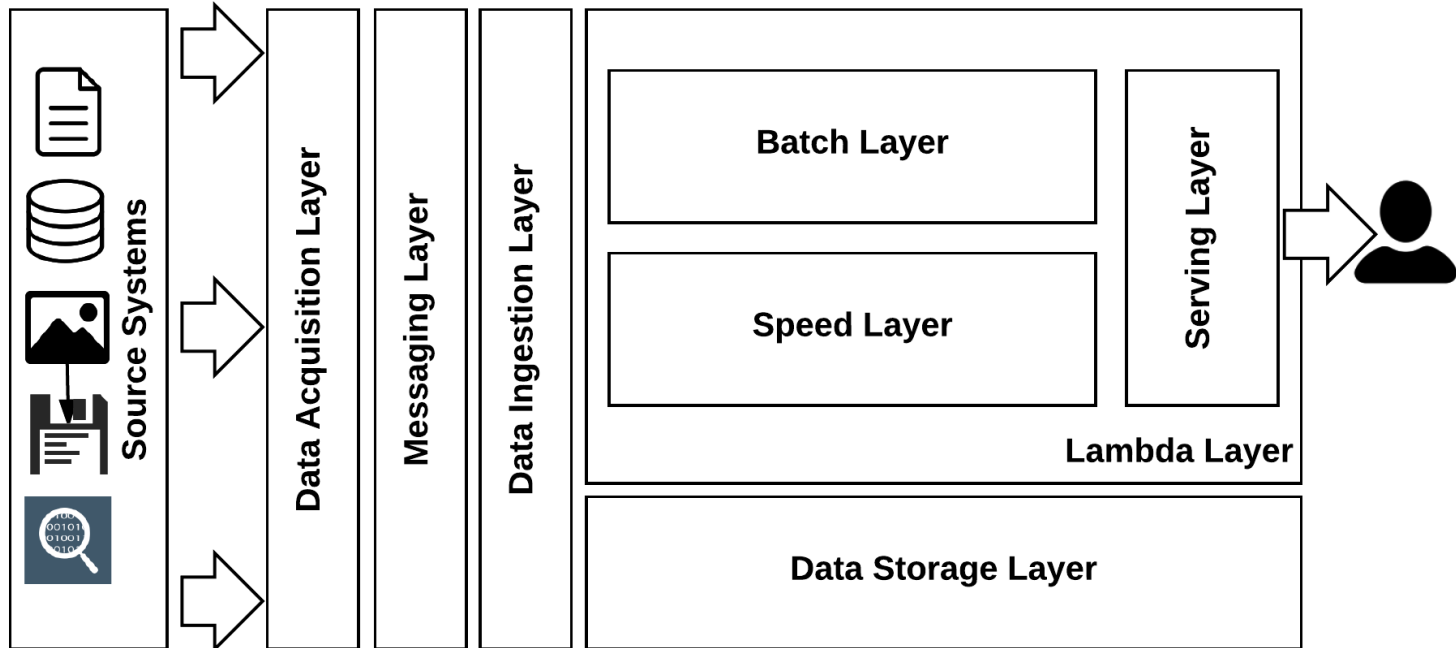 Source Systems
Data Acquisition Layer
Messaging Layer
Data Ingestion Layer
Batch Layer
Speed Layer
Serving Layer
Lambda Layer
Data Storage Layer